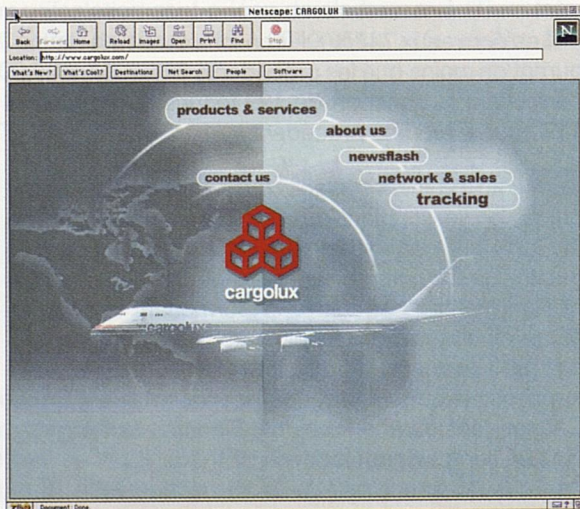 Netscape: CARGOLUX
Back Forward Home Reload Images Open Print Find Stop
N
Location: http://www.cargolux.com/
What's New? What's Cool? Destinations Net Search People Software
products & services
about us
newsflash
contact us
network & sales
tracking
cargolux
cargolux
Document: Done